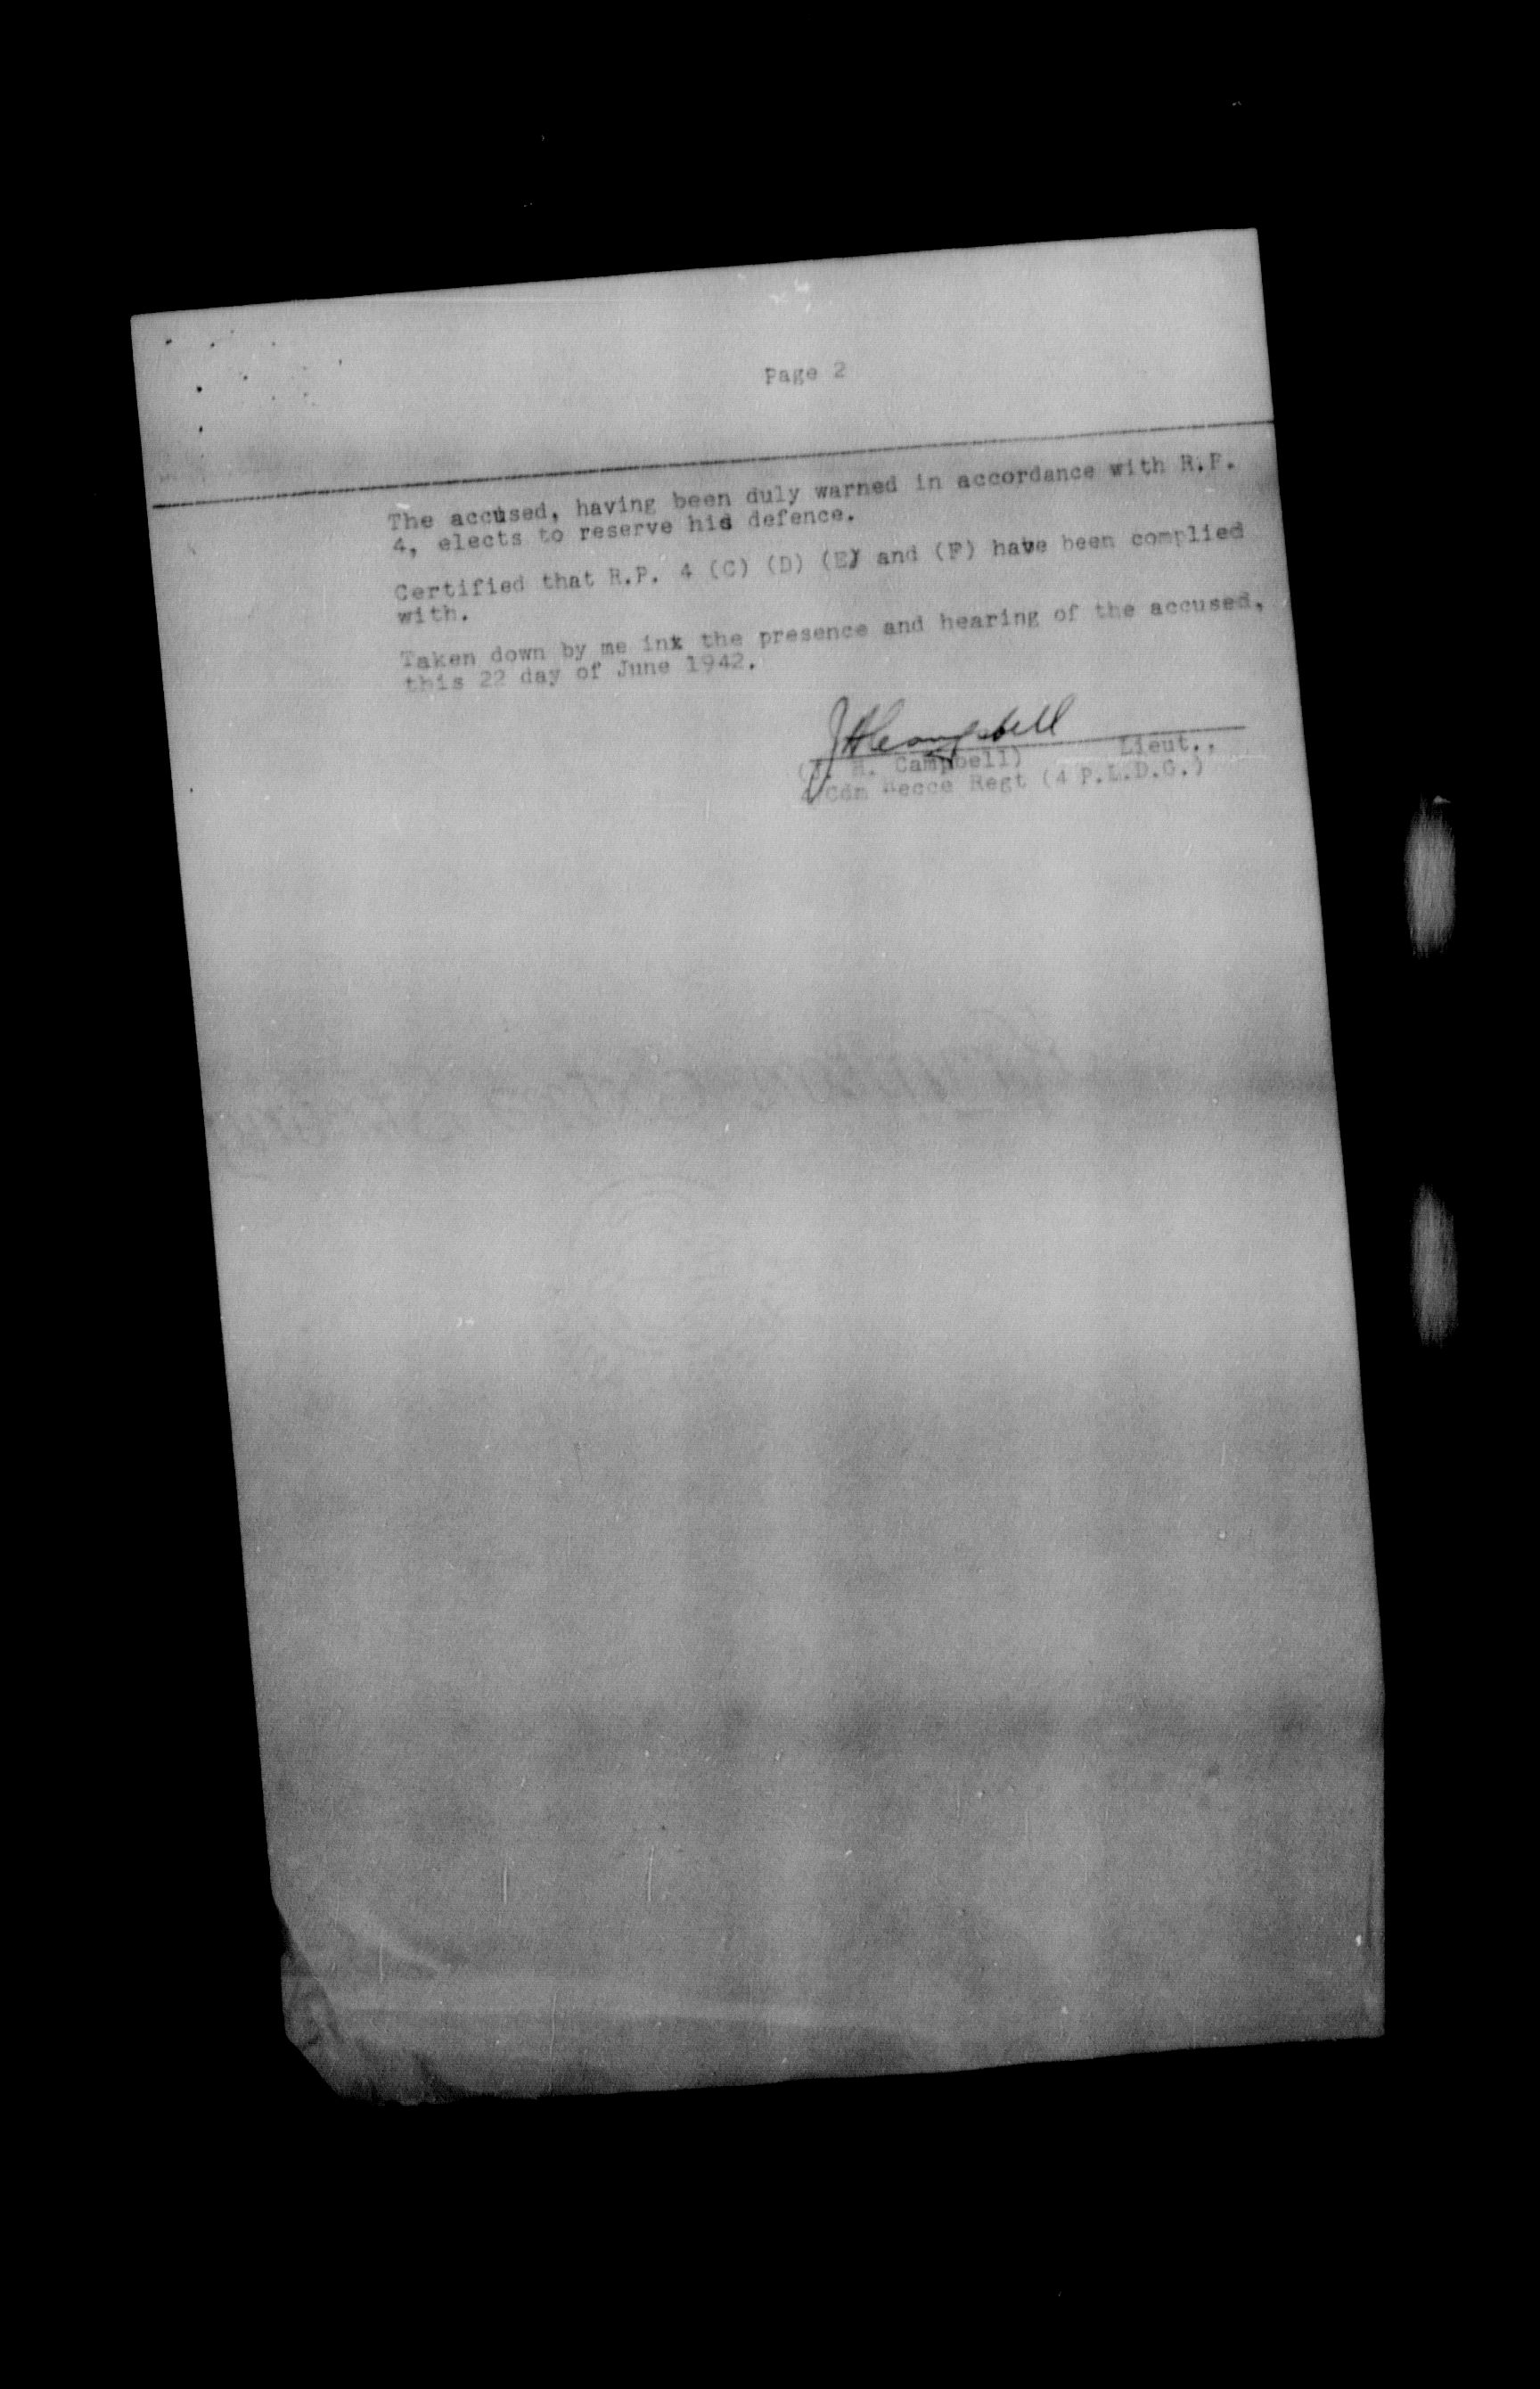 Page 2
The accused, having been duly warned in accordance with R.P.
4, elects to reserve his defence.
Certified that R.P. 4 (C) (D) (E) and (F) have been complied
with.
Taken down by me inx the presence and hearing of the accused,
this 22 day of June 1942.
JHCampbell
(J. H. Campbell) Lieut.,
4 Cdn Recce Regt (4 P.L.D.G.)